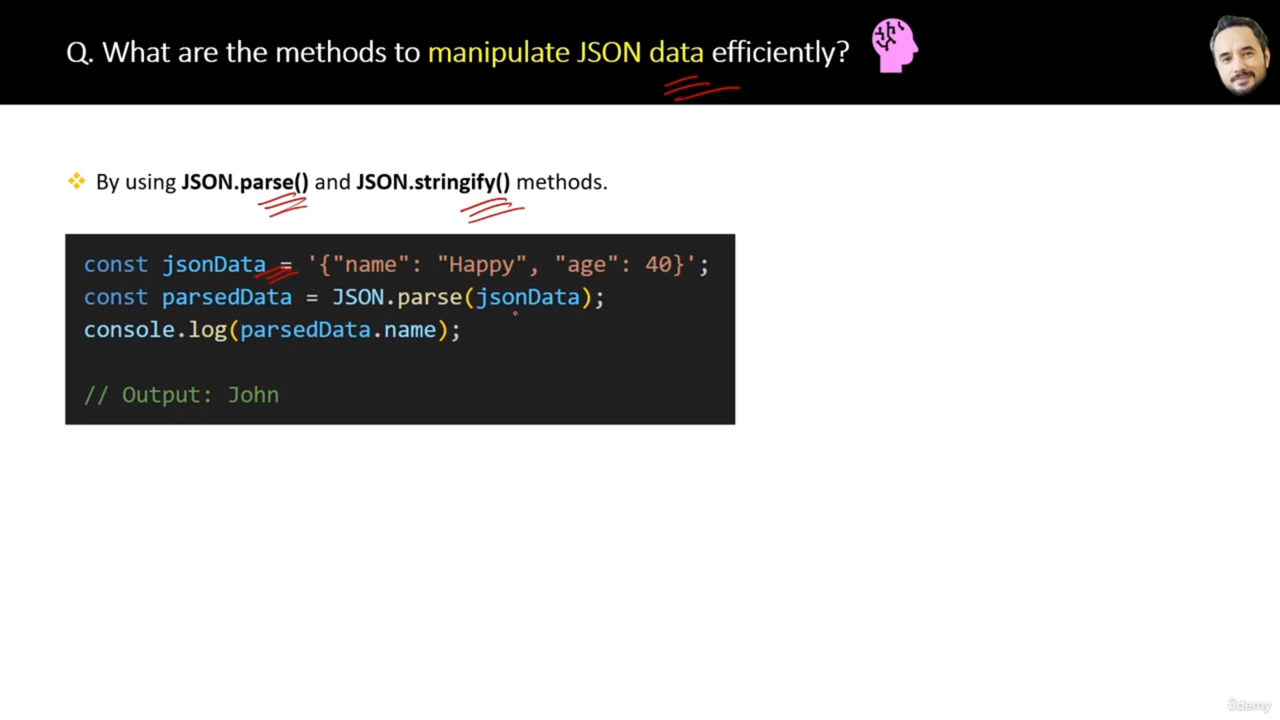 Q. What are the methods to manipulate JSON data efficiently?
❖ By using JSON.parse() and JSON.stringify() methods.
const jsonData = '{"name": "Happy", "age": 40}';
const parsedData = JSON.parse(jsonData);
console.log(parsedData.name);
// Output: John
ûdemy